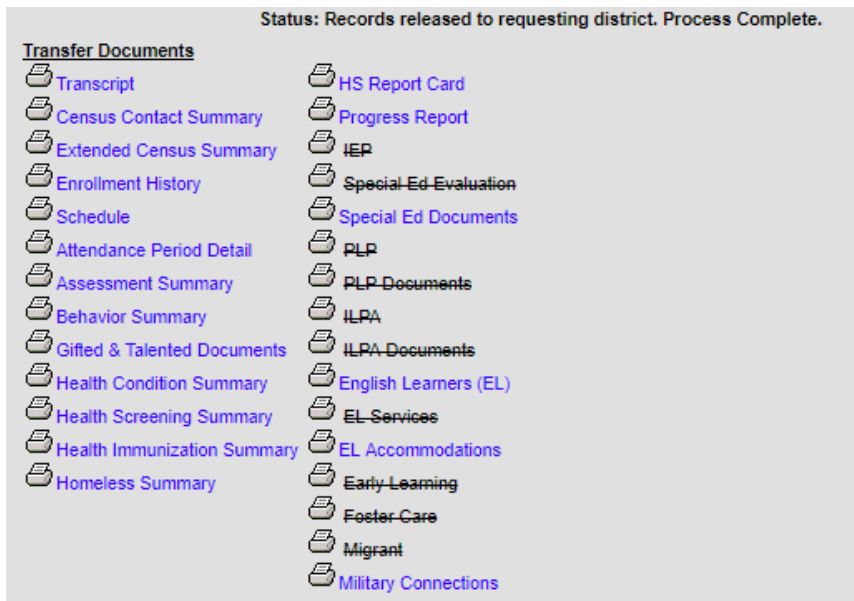 Status: Records released to requesting district. Process Complete.
Transfer Documents
Transcript
Census Contact Summary
Extended Census Summary
Enrollment History
Schedule
Attendance Period Detail
Assessment Summary
Behavior Summary
Gifted & Talented Documents
Health Condition Summary
Health Screening Summary
Health Immunization Summary
Homeless Summary
HS Report Card
Progress Report
IEP
Special Ed Evaluation
Special Ed Documents
PLP
PLP Documents
ILPA
ILPA Documents
English Learners (EL)
EL Services
EL Accommodations
Early Learning
Foster Care
Migrant
Military Connections